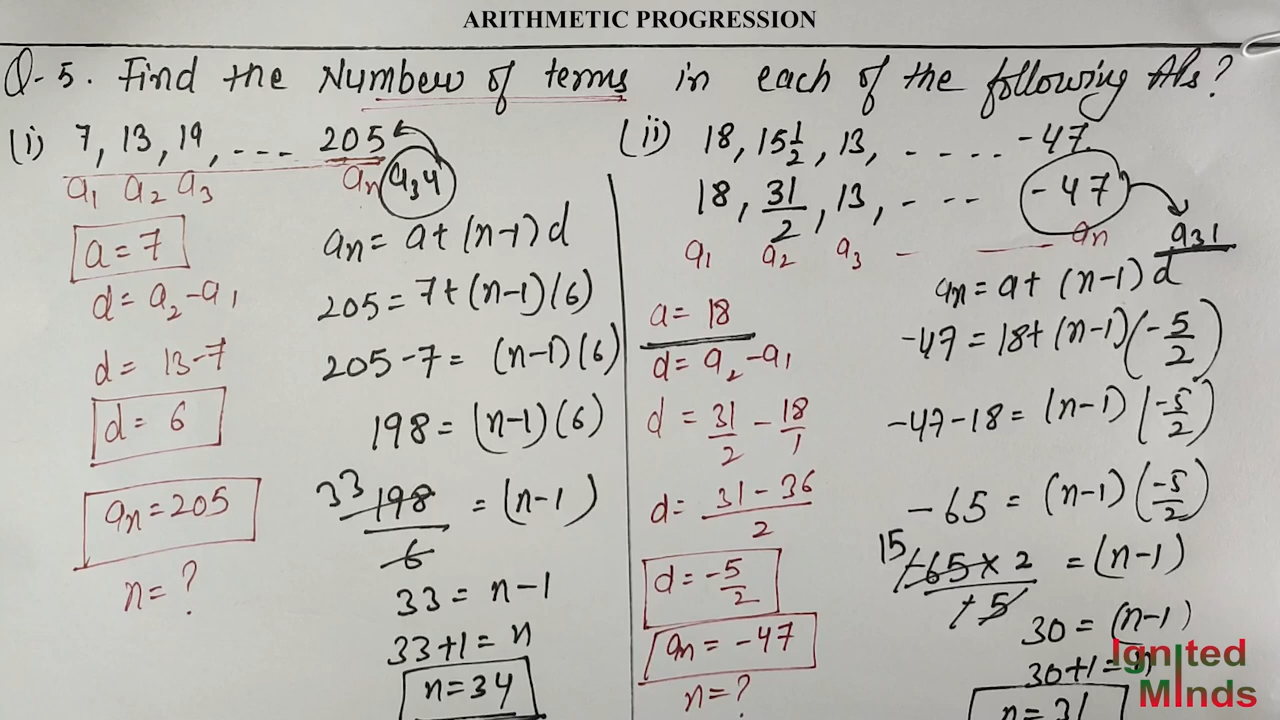 ARITHMETIC PROGRESSION
Q-5. Find the Number of terms in each of the following APs?
(i) 7, 13, 19, ---- 205
a1 a2 a3 an a34
a = 7
d = a2 - a1
d = 13-7
d = 6
an = 205
n = ?
an = a + (n-1)d
205 = 7 + (n-1)(6)
205 - 7 = (n-1)(6)
198 = (n-1)(6)
33 198/6 = (n-1)
33 = n-1
33+1 = n
n = 34
(ii) 18, 15 1/2, 13, - - - - -47
18, 31/2, 13, - - - -47
a1 a2 a3 - — an a31
a = 18
d = a2 - a1
d = 31/2 - 18/1
d = 31-36/2
d = -5/2
an = -47
n = ?
an = a + (n-1)d
-47 = 18 + (n-1)(-5/2)
-47-18 = (n-1)(-5/2)
-65 = (n-1)(-5/2)
-65 × 2/-5 = (n-1)
30 = (n-1)
30+1 = n
n = 31
Ignited
Minds